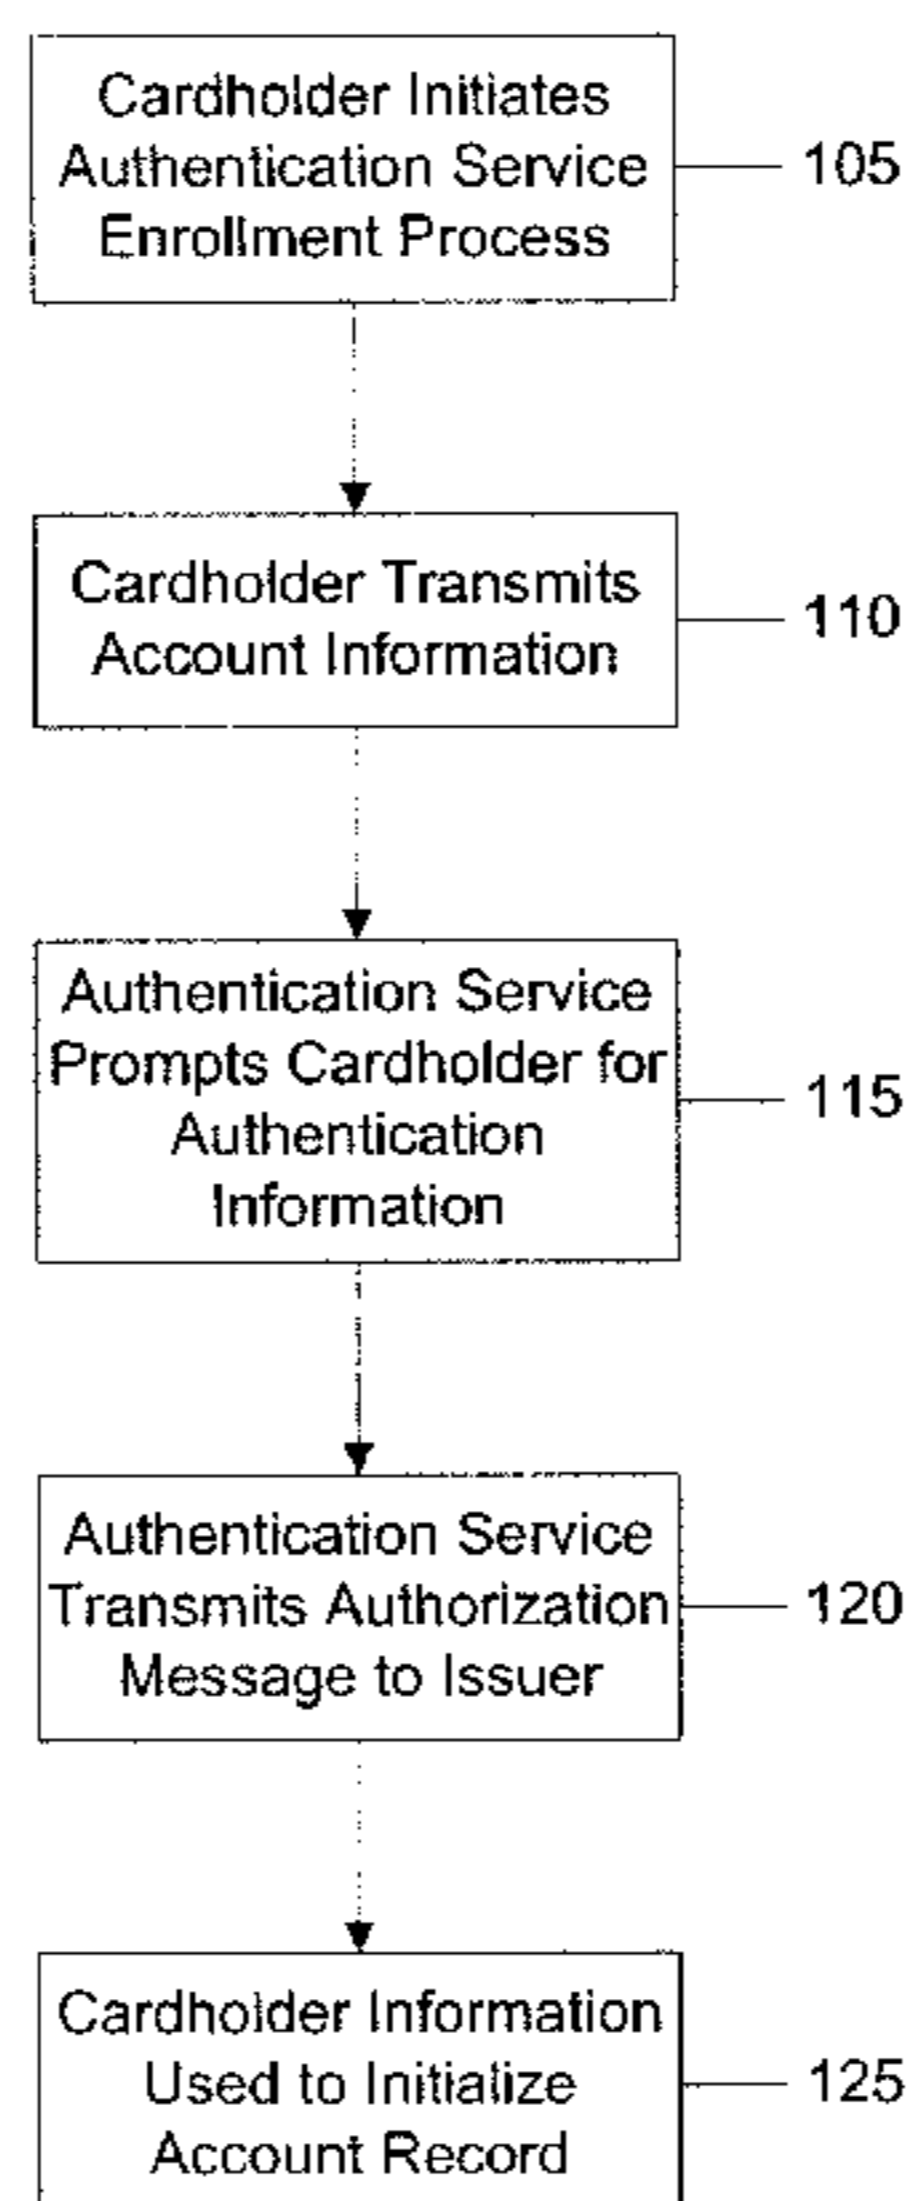 Cardholder Initiates
Authentication Service
Enrollment Process
105
Cardholder Transmits
Account Information
110
Authentication Service
Prompts Cardholder for
Authentication
Information
115
Authentication Service
Transmits Authorization
Message to Issuer
120
Cardholder Information
Used to Initialize
Account Record
125